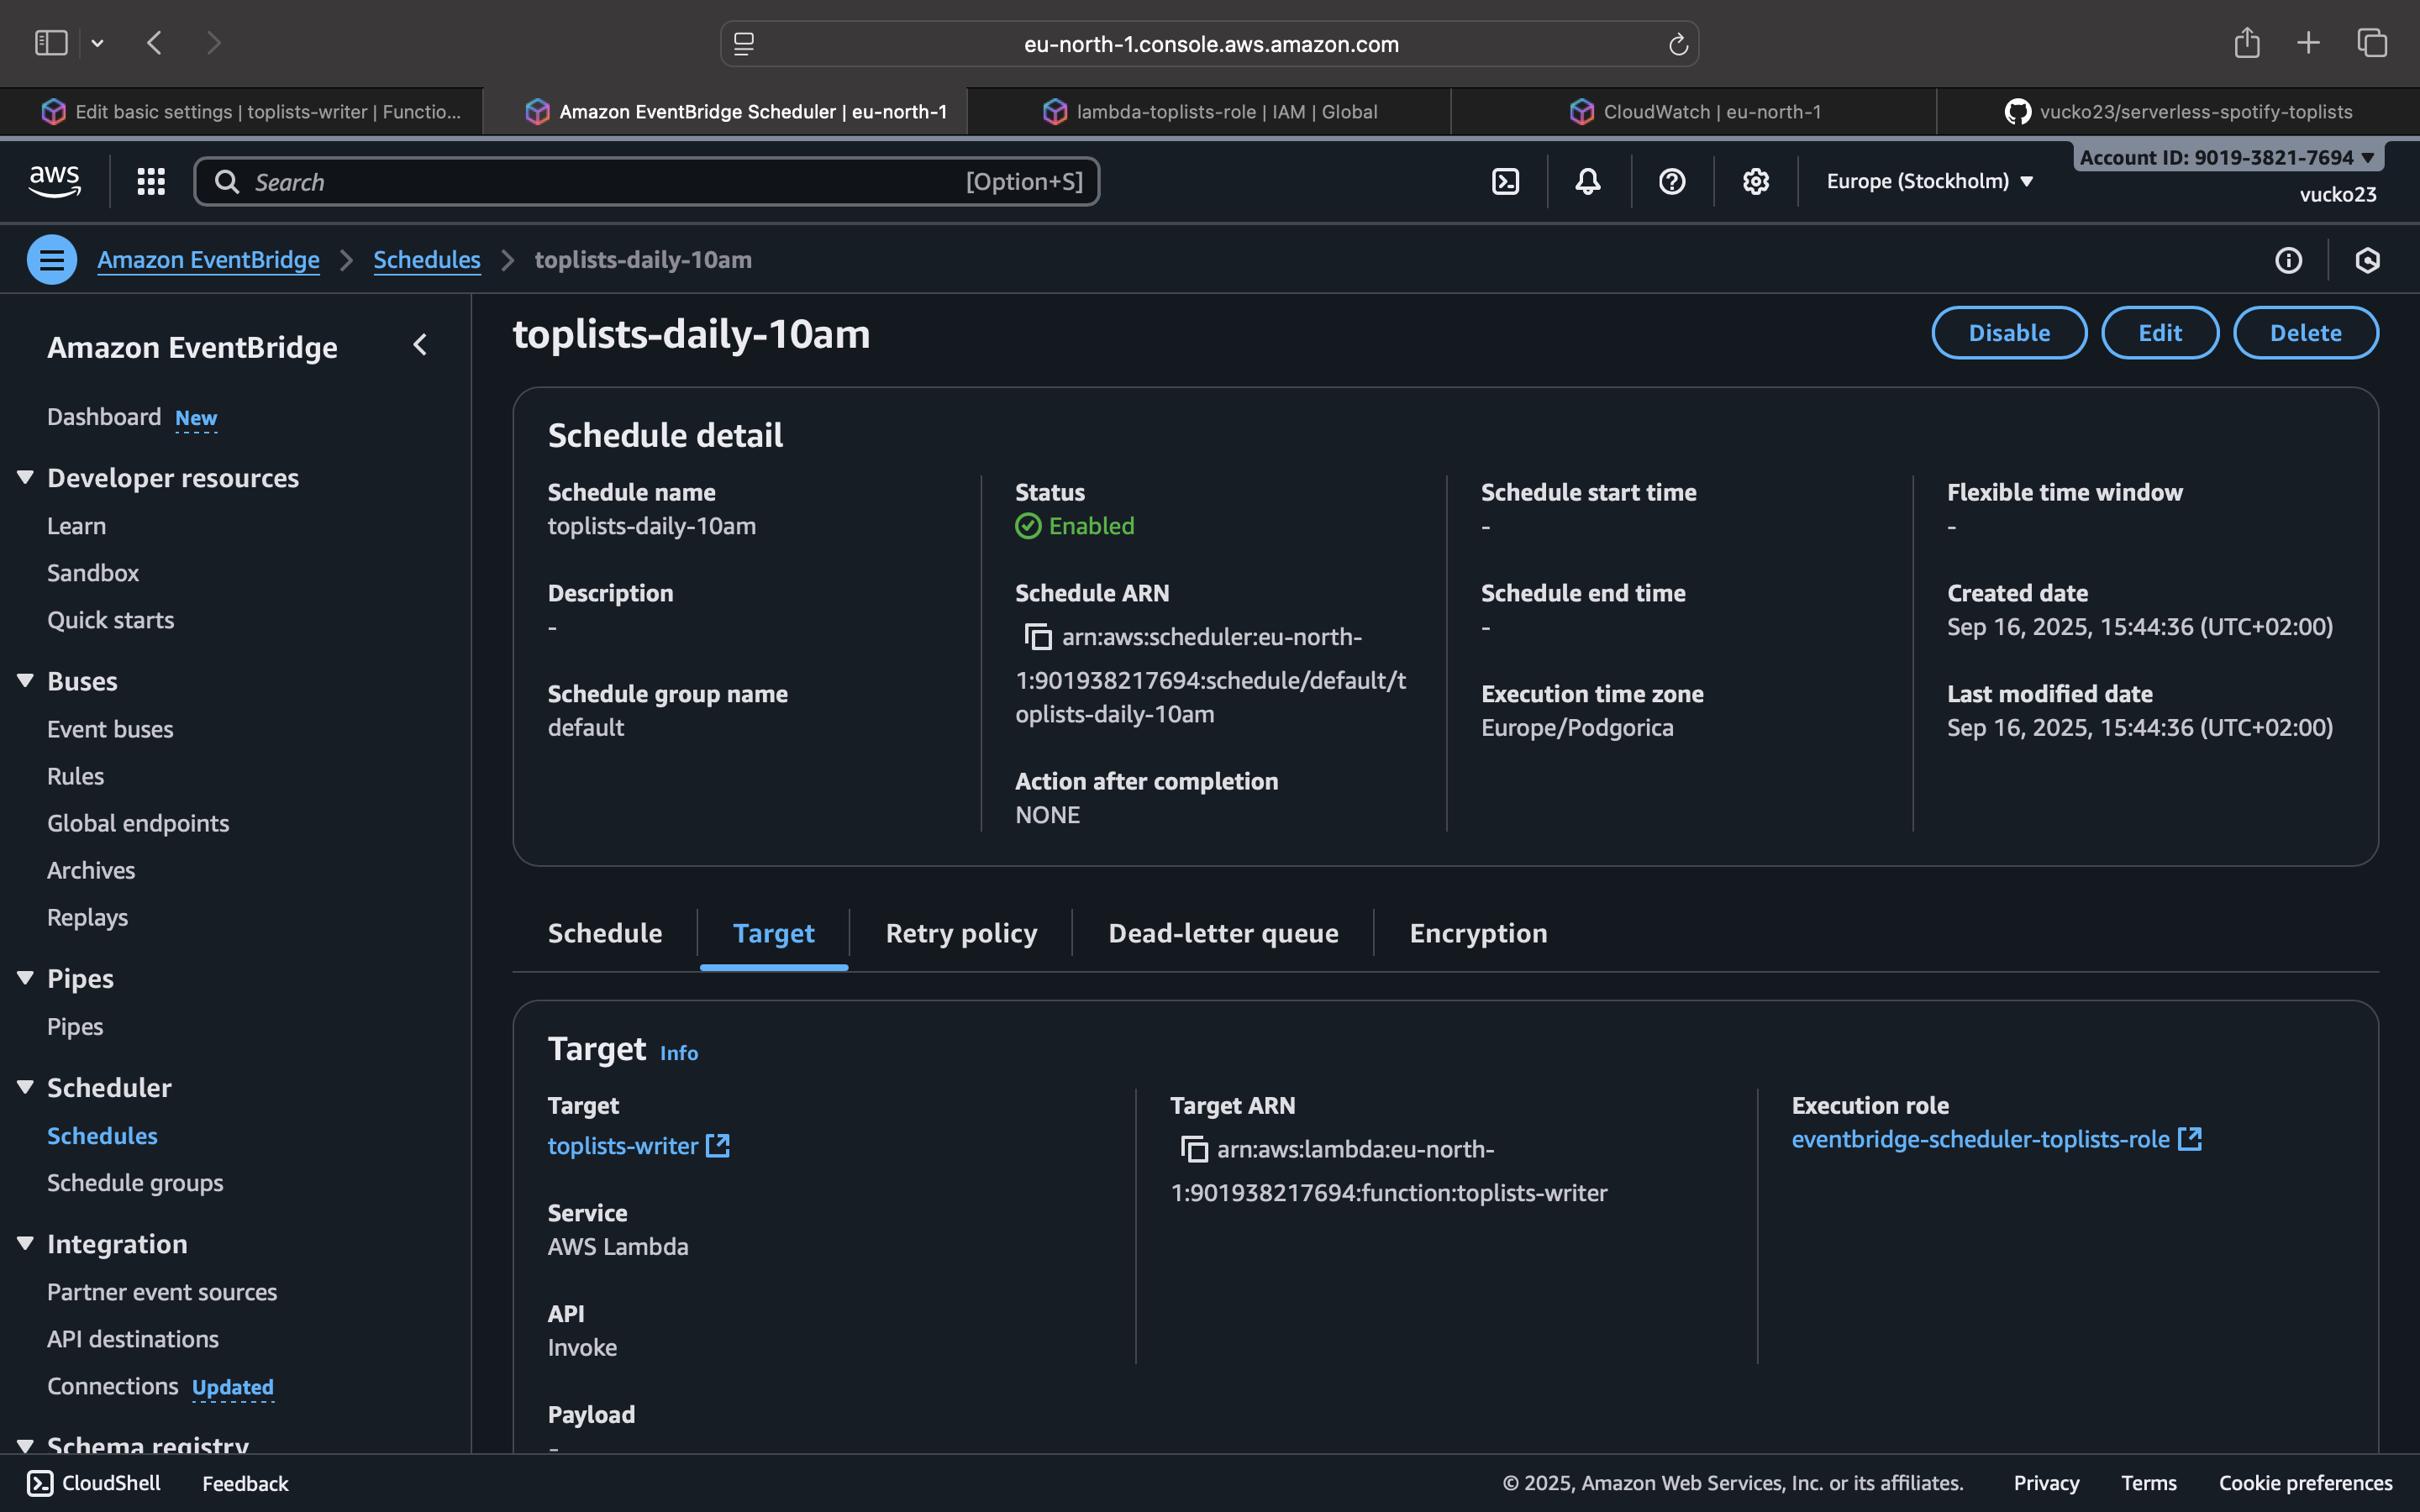 eu-north-1.console.aws.amazon.com
Edit basic settings | toplists-writer | Functio...
Amazon EventBridge Scheduler | eu-north-1
lambda-toplists-role | IAM | Global
CloudWatch | eu-north-1
vucko23/serverless-spotify-toplists
aws
Search
[Option+S]
Europe (Stockholm)
Account ID: 9019-3821-7694
vucko23
Amazon EventBridge
Schedules
toplists-daily-10am
Amazon EventBridge
Dashboard New
Developer resources
Learn
Sandbox
Quick starts
Buses
Event buses
Rules
Global endpoints
Archives
Replays
Pipes
Pipes
Scheduler
Schedules
Schedule groups
Integration
Partner event sources
API destinations
Connections Updated
Schema registry
toplists-daily-10am
Disable
Edit
Delete
Schedule detail
Schedule name
toplists-daily-10am
Description
-
Schedule group name
default
Status
Enabled
Schedule ARN
arn:aws:scheduler:eu-north-
1:901938217694:schedule/default/t
oplists-daily-10am
Action after completion
NONE
Schedule start time
-
Schedule end time
-
Execution time zone
Europe/Podgorica
Flexible time window
-
Created date
Sep 16, 2025, 15:44:36 (UTC+02:00)
Last modified date
Sep 16, 2025, 15:44:36 (UTC+02:00)
Schedule
Target
Retry policy
Dead-letter queue
Encryption
Target Info
Target
toplists-writer
Service
AWS Lambda
API
Invoke
Payload
-
Target ARN
arn:aws:lambda:eu-north-
1:901938217694:function:toplists-writer
Execution role
eventbridge-scheduler-toplists-role
CloudShell
Feedback
© 2025, Amazon Web Services, Inc. or its affiliates.
Privacy
Terms
Cookie preferences